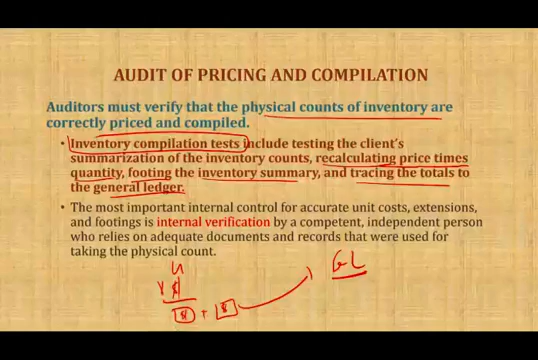 AUDIT OF PRICING AND COMPILATION
Auditors must verify that the physical counts of inventory are
correctly priced and compiled.
• Inventory compilation tests include testing the client's
summarization of the inventory counts, recalculating price times
quantity, footing the inventory summary, and tracing the totals to
the general ledger.
• The most important internal control for accurate unit costs, extensions,
and footings is internal verification by a competent, independent person
who relies on adequate documents and records that were used for
taking the physical count.
GL